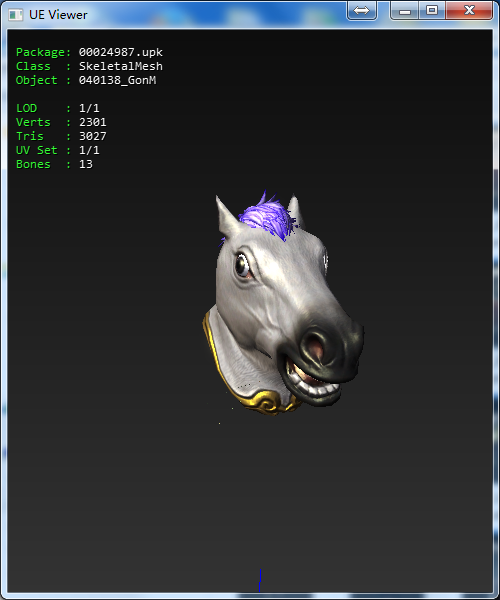 UE Viewer
Package: 00024987.upk
Class : SkeletalMesh
Object : 040138_GonM
LOD : 1/1
Verts : 2301
Tris : 3027
UV Set : 1/1
Bones : 13